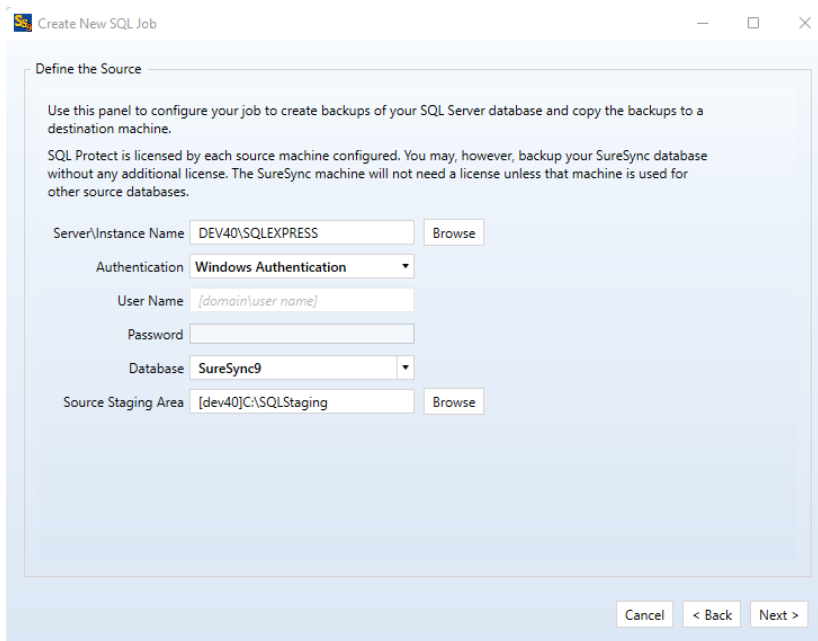 Create New SQL Job
Define the Source
Use this panel to configure your job to create backups of your SQL Server database and copy the backups to a
destination machine.
SQL Protect is licensed by each source machine configured. You may, however, backup your SureSync database
without any additional license. The SureSync machine will not need a license unless that machine is used for
other source databases.
Server\Instance Name DEV40\SQLEXPRESS Browse
Authentication Windows Authentication
User Name [domain\user name]
Password
Database SureSync9
Source Staging Area [dev40]C:\SQLStaging Browse
Cancel < Back Next >